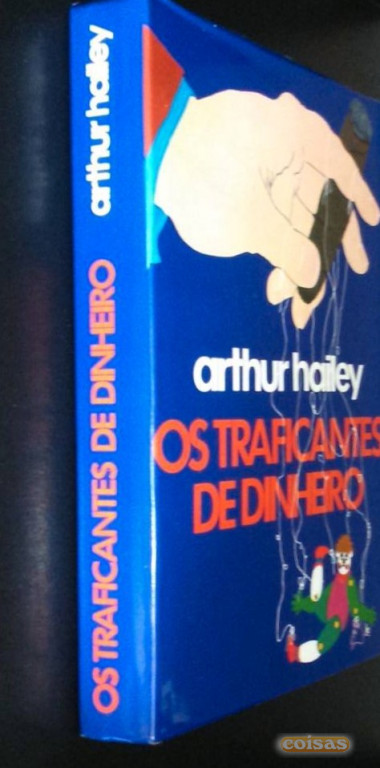 arthur hailey
OS TRAFICANTES DE DINHEIRO
arthur hailey
OS TRAFICANTES
DE DINHEIRO
coisas